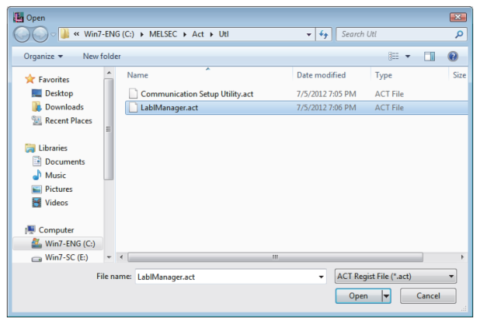 Open
« Win7-ENG (C:) ▸ MELSEC ▸ Act ▸ Utl
Search Utl
Organize ▾ New folder
Name Date modified Type Size
Communication Setup Utility.act 7/5/2012 7:05 PM ACT File
LablManager.act 7/5/2012 7:06 PM ACT File
Favorites
Desktop
Downloads
Recent Places
Libraries
Documents
Music
Pictures
Videos
Computer
Win7-ENG (C:)
Win7-SC (E:)
File name: LablManager.act
ACT Regist File (*.act)
Open Cancel